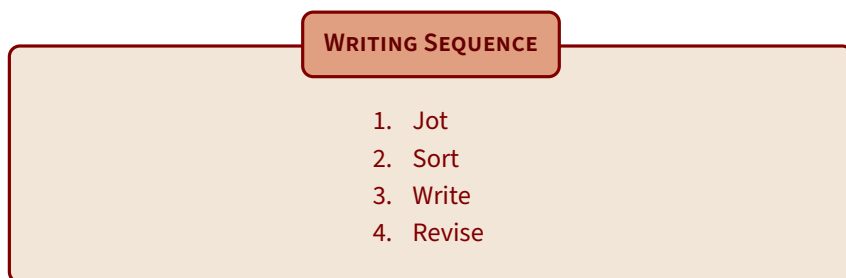 Writing Sequence
1. Jot
2. Sort
3. Write
4. Revise